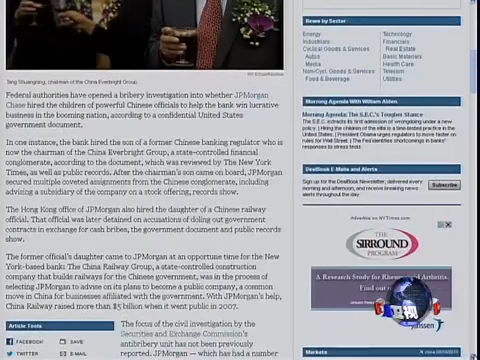 Tang Shuangning, chairman of the China Everbright Group.
Federal authorities have opened a bribery investigation into whether JPMorgan
Chase hired the children of powerful Chinese officials to help the bank win lucrative
business in the booming nation, according to a confidential United States
government document.
In one instance, the bank hired the son of a former Chinese banking regulator who is
now the chairman of the China Everbright Group, a state-controlled financial
conglomerate, according to the document, which was reviewed by The New York
Times, as well as public records. After the chairman's son came on board, JPMorgan
secured multiple coveted assignments from the Chinese conglomerate, including
advising a subsidiary of the company on a stock offering, records show.
The Hong Kong office of JPMorgan also hired the daughter of a Chinese railway
official. That official was later detained on accusations of doling out government
contracts in exchange for cash bribes, the government document and public records
show.
The former official's daughter came to JPMorgan at an opportune time for the New
York-based bank: The China Railway Group, a state-controlled construction
company that builds railways for the Chinese government, was in the process of
selecting JPMorgan to advise on its plans to become a public company, a common
move in China for businesses affiliated with the government. With JPMorgan's help,
China Railway raised more than $5 billion when it went public in 2007.
Article Tools
FACEBOOK
SAVE
TWITTER
E-MAIL
The focus of the civil investigation by the
Securities and Exchange Commission's
antibribery unit has not been previously
reported. JPMorgan — which has had a number
News by Sector
Energy
Technology
Industrials
Financials
Critical Goods & Services
Real Estate
Autos
Basic Materials
Media
Health Care
Non-Cycl. Goods & Services
Telecom
Food & Beverage
Utilities
Morning Agenda With William Alden
Morning Agenda: The S.E.C.'s Tougher Stance
The S.E.C. extracts its first admission of wrongdoing under a new
policy. | Hiring the children of the elite is a time-tested practice in the
United States. | President Obama urges regulators to move faster on
rules for Wall Street. | The Fed identifies shortcomings in banks'
responses to stress tests.
DealBook E-Mails and Alerts
Sign up for the DealBook Newsletter, delivered every
morning and afternoon, and receive breaking news
alerts throughout the day.
Subscribe
Advertise on NYTimes.com
THE
SIRROUND
PROGRAM
A Research Study for Rheumatoid Arthritis.
Find out
janssen
Markets